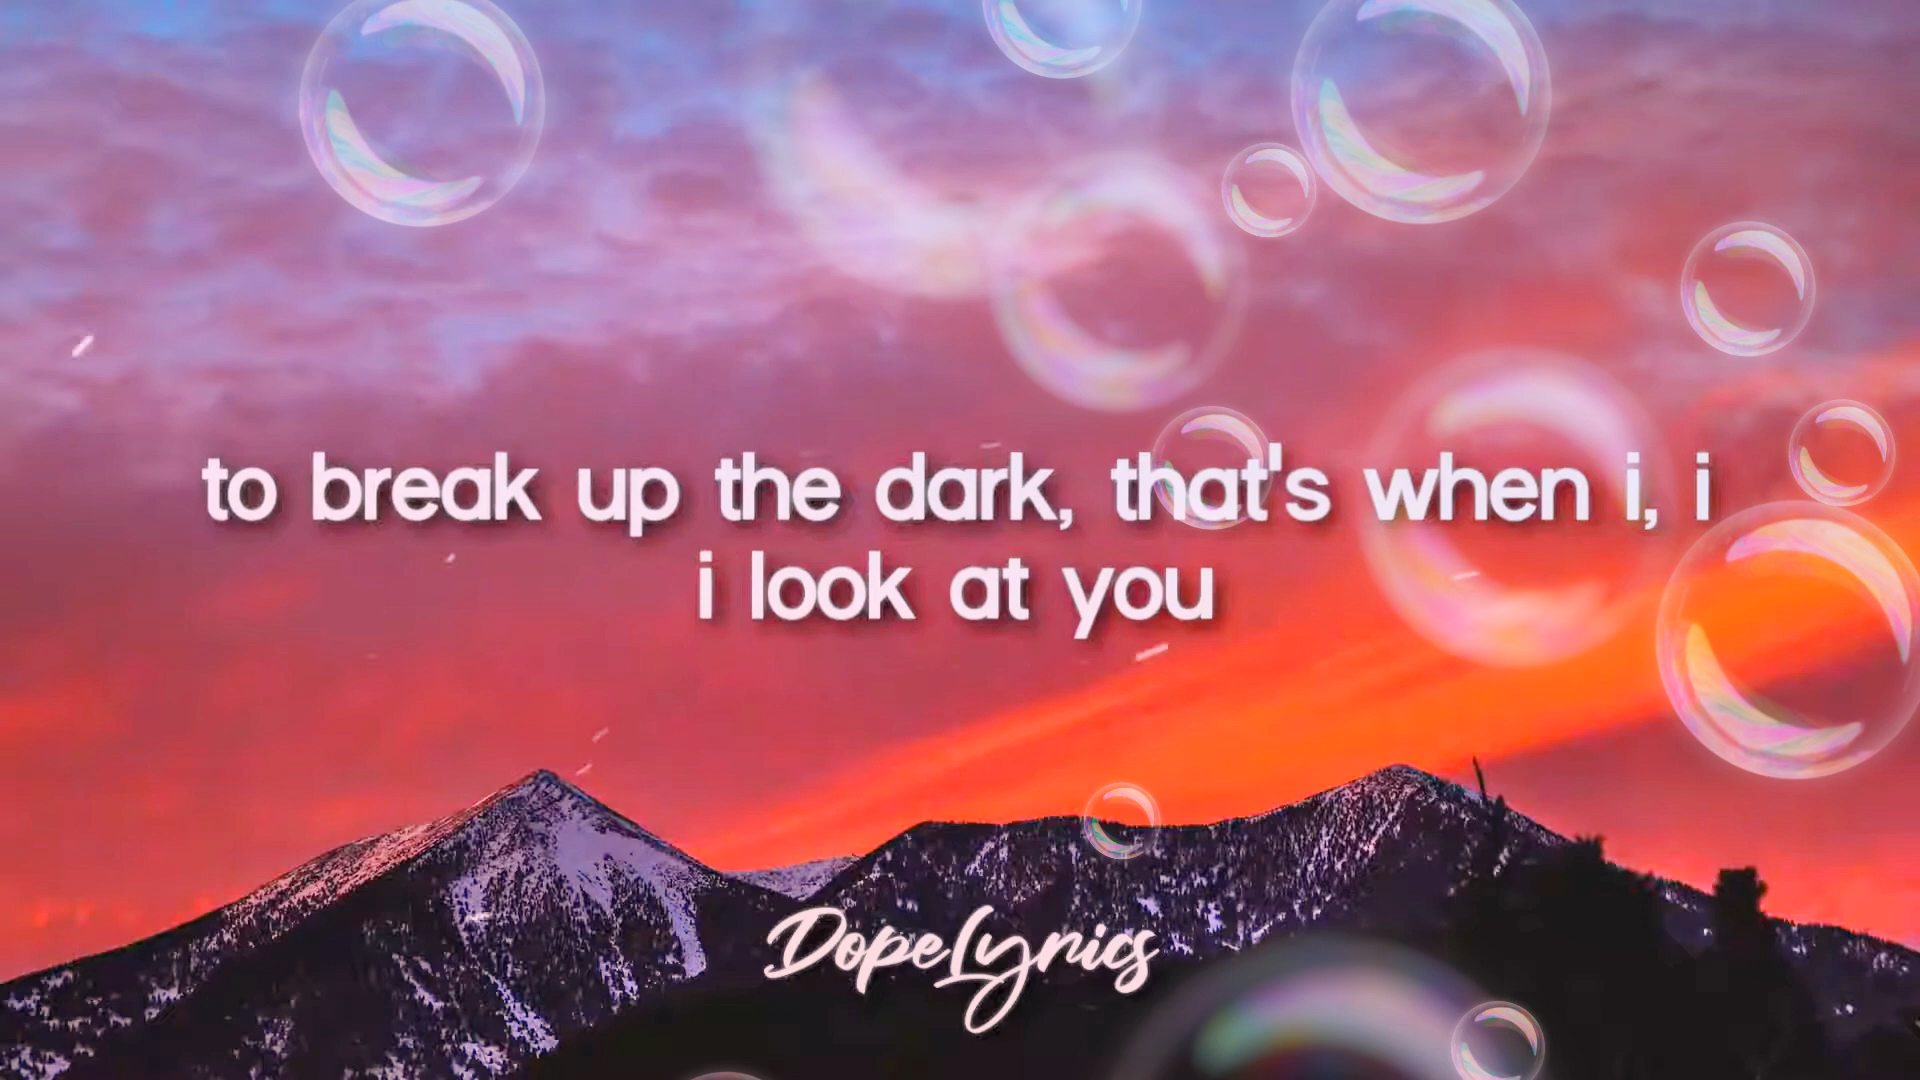 to break up the dark, that's when i, i
i look at you
DopeLyrics